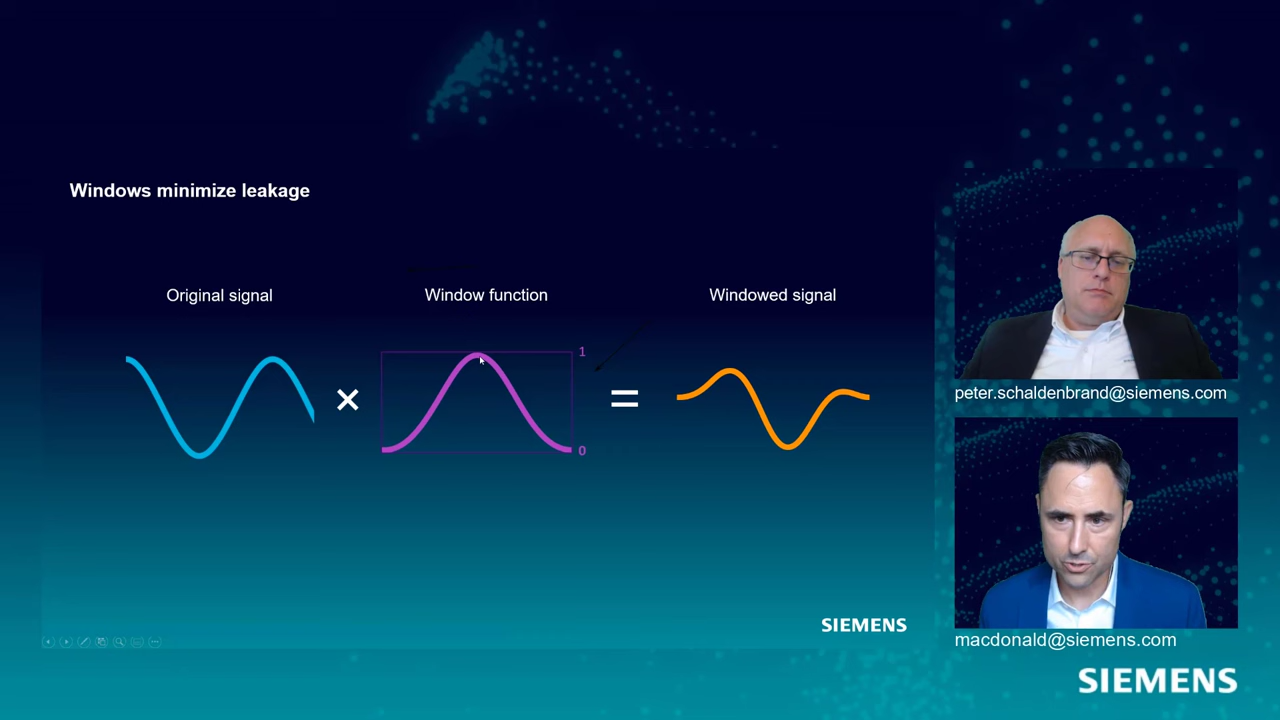 Windows minimize leakage
Original signal
Window function
Windowed signal
1
×
=
0
SIEMENS
peter.schaldenbrand@siemens.com
macdonald@siemens.com
SIEMENS